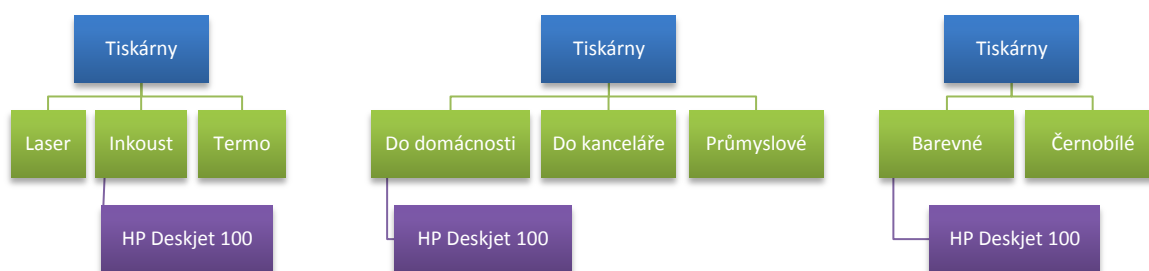 Tiskárny
Laser
Inkoust
Termo
HP Deskjet 100
Tiskárny
Do domácnosti
Do kanceláře
Průmyslové
HP Deskjet 100
Tiskárny
Barevné
Černobílé
HP Deskjet 100